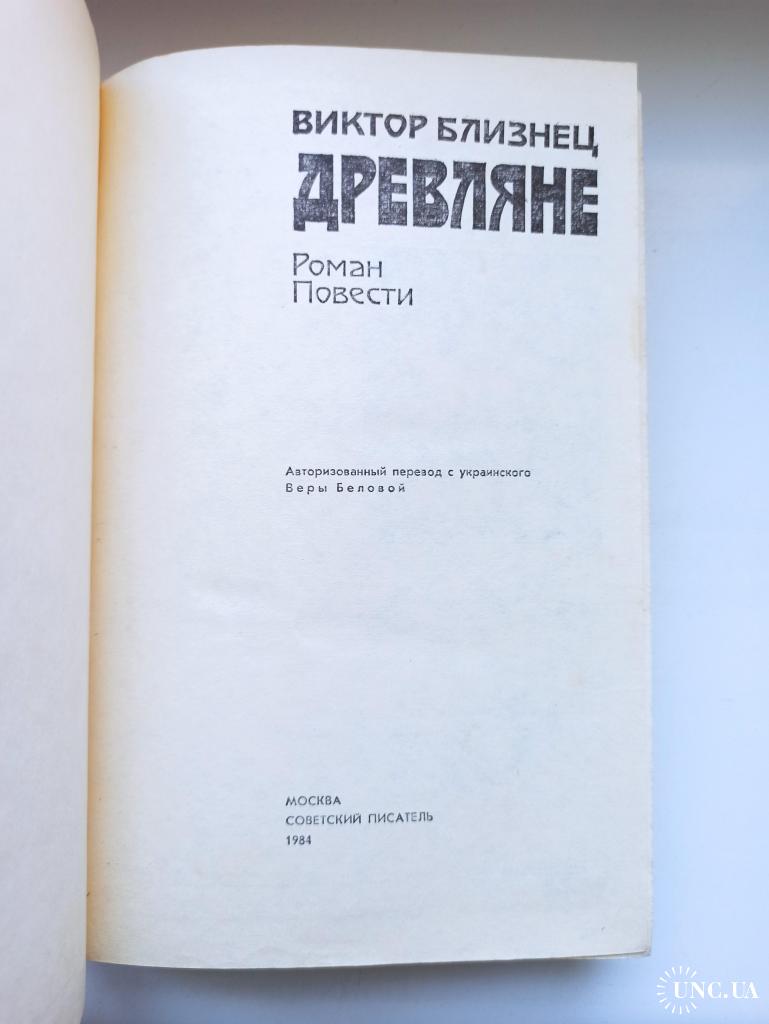 ВИКТОР БЛИЗНЕЦ
ДРЕВЛЯНЕ
Роман
Повести
Авторизованный перевод с украинского
Веры Беловой
МОСКВА
СОВЕТСКИЙ ПИСАТЕЛЬ
1984
UNC.UA